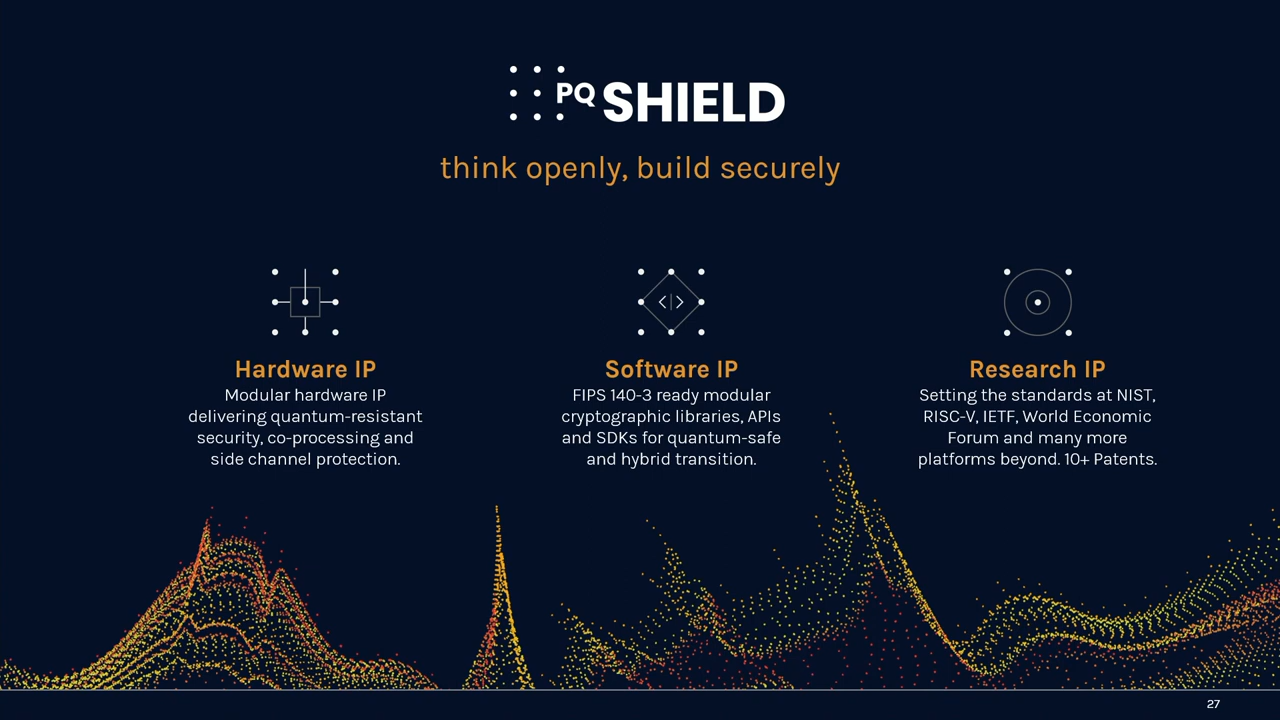 PQ SHIELD
think openly, build securely
Hardware IP
Modular hardware IP
delivering quantum-resistant
security, co-processing and
side channel protection.
Software IP
FIPS 140-3 ready modular
cryptographic libraries, APIs
and SDKs for quantum-safe
and hybrid transition.
Research IP
Setting the standards at NIST,
RISC-V, IETF, World Economic
Forum and many more
platforms beyond. 10+ Patents.
27